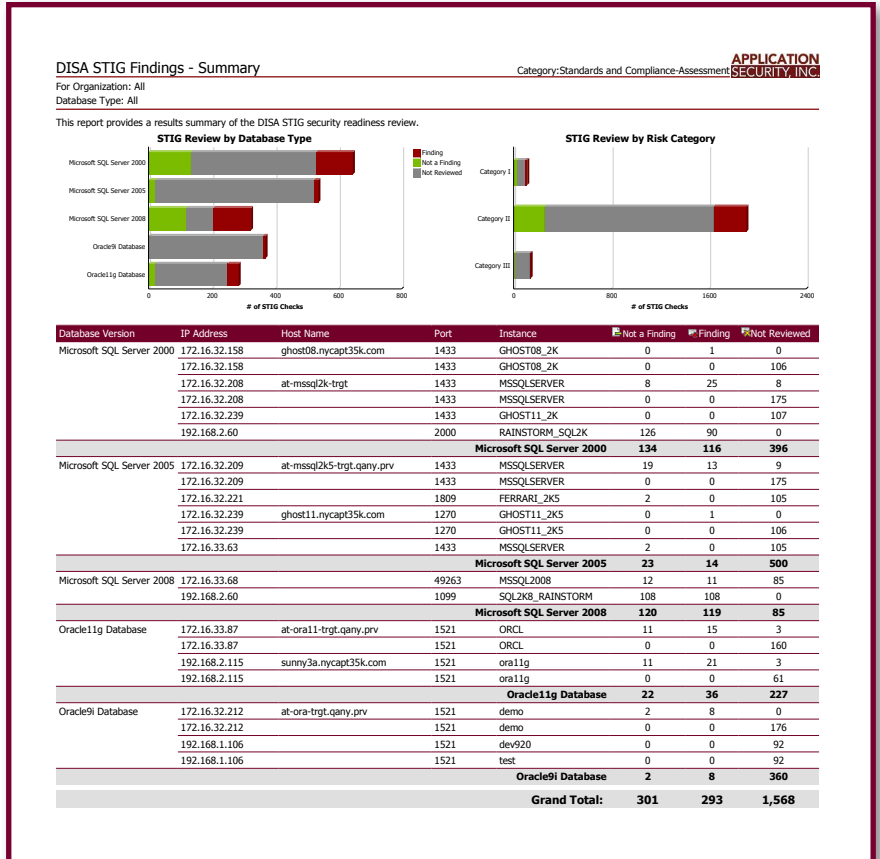 DISA STIG Findings - Summary
Category:Standards and Compliance-Assessment
APPLICATION
SECURITY, INC.
For Organization: All
Database Type: All
This report provides a results summary of the DISA STIG security readiness review.
STIG Review by Database Type
Microsoft SQL Server 2000
Microsoft SQL Server 2005
Microsoft SQL Server 2008
Oracle9i Database
Oracle11g Database
0 200 400 600 800
# of STIG Checks
Finding
Not a Finding
Not Reviewed
STIG Review by Risk Category
Category I
Category II
Category III
0 800 1600 2400
# of STIG Checks
Database Version IP Address Host Name Port Instance Not a Finding Finding Not Reviewed
Microsoft SQL Server 2000 172.16.32.158 ghost08.nycapt35k.com 1433 GHOST08_2K 0 1 0
172.16.32.158 1433 GHOST08_2K 0 0 106
172.16.32.208 at-mssql2k-trgt 1433 MSSQLSERVER 8 25 8
172.16.32.208 1433 MSSQLSERVER 0 0 175
172.16.32.239 1433 GHOST11_2K 0 0 107
192.168.2.60 2000 RAINSTORM_SQL2K 126 90 0
Microsoft SQL Server 2000 134 116 396
Microsoft SQL Server 2005 172.16.32.209 at-mssql2k5-trgt.qany.prv 1433 MSSQLSERVER 19 13 9
172.16.32.209 1433 MSSQLSERVER 0 0 175
172.16.32.221 1809 FERRARI_2K5 2 0 105
172.16.32.239 ghost11.nycapt35k.com 1270 GHOST11_2K5 0 1 0
172.16.32.239 1270 GHOST11_2K5 0 0 106
172.16.33.63 1433 MSSQLSERVER 2 0 105
Microsoft SQL Server 2005 23 14 500
Microsoft SQL Server 2008 172.16.33.68 49263 MSSQL2008 12 11 85
192.168.2.60 1099 SQL2K8_RAINSTORM 108 108 0
Microsoft SQL Server 2008 120 119 85
Oracle11g Database 172.16.33.87 at-ora11-trgt.qany.prv 1521 ORCL 11 15 3
172.16.33.87 1521 ORCL 0 0 160
192.168.2.115 sunny3a.nycapt35k.com 1521 ora11g 11 21 3
192.168.2.115 1521 ora11g 0 0 61
Oracle11g Database 22 36 227
Oracle9i Database 172.16.32.212 at-ora-trgt.qany.prv 1521 demo 2 8 0
172.16.32.212 1521 demo 0 0 176
192.168.1.106 1521 dev920 0 0 92
192.168.1.106 1521 test 0 0 92
Oracle9i Database 2 8 360
Grand Total: 301 293 1,568